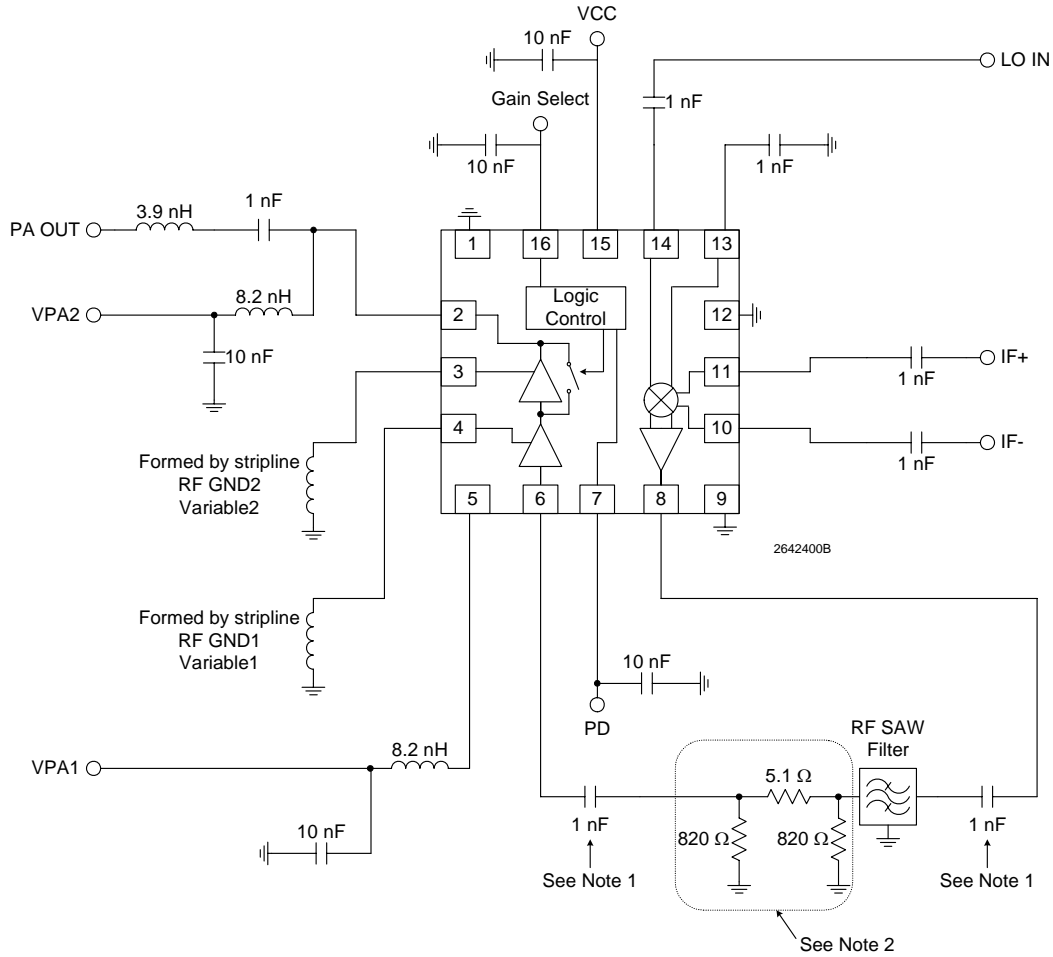 VCC
10 nF
LO IN
1 nF
Gain Select
10 nF
1 nF
3.9 nH
1 nF
PA OUT
1
16
15
14
13
8.2 nH
VPA2
10 nF
Logic
Control
2
12
3
11
1 nF
IF+
4
10
1 nF
IF-
Formed by stripline
RF GND2
Variable2
5
6
7
8
9
2642400B
Formed by stripline
RF GND1
Variable1
10 nF
PD
RF SAW
Filter
VPA1
8.2 nH
5.1 Ω
10 nF
1 nF
820 Ω
820 Ω
1 nF
See Note 1
See Note 1
See Note 2